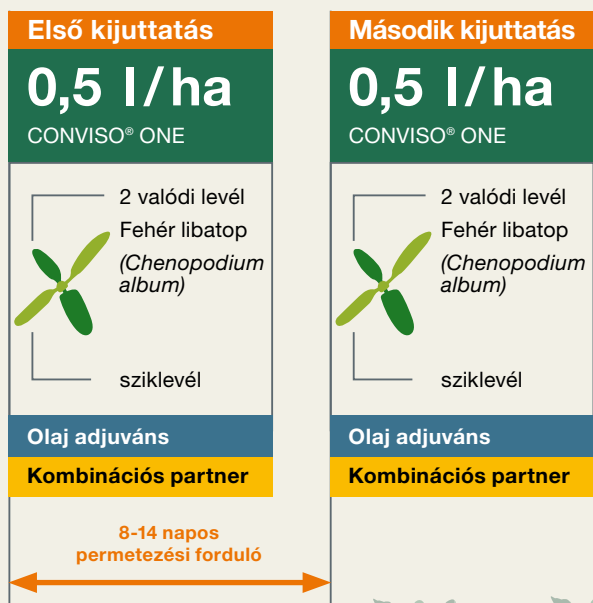 Első kijuttatás
0,5 l/ha
CONVISO® ONE
2 valódi levél
Fehér libatop
(Chenopodium
album)
sziklevél
Olaj adjuváns
Kombinációs partner
Második kijuttatás
0,5 l/ha
CONVISO® ONE
2 valódi levél
Fehér libatop
(Chenopodium
album)
sziklevél
Olaj adjuváns
Kombinációs partner
8-14 napos
permetezési forduló